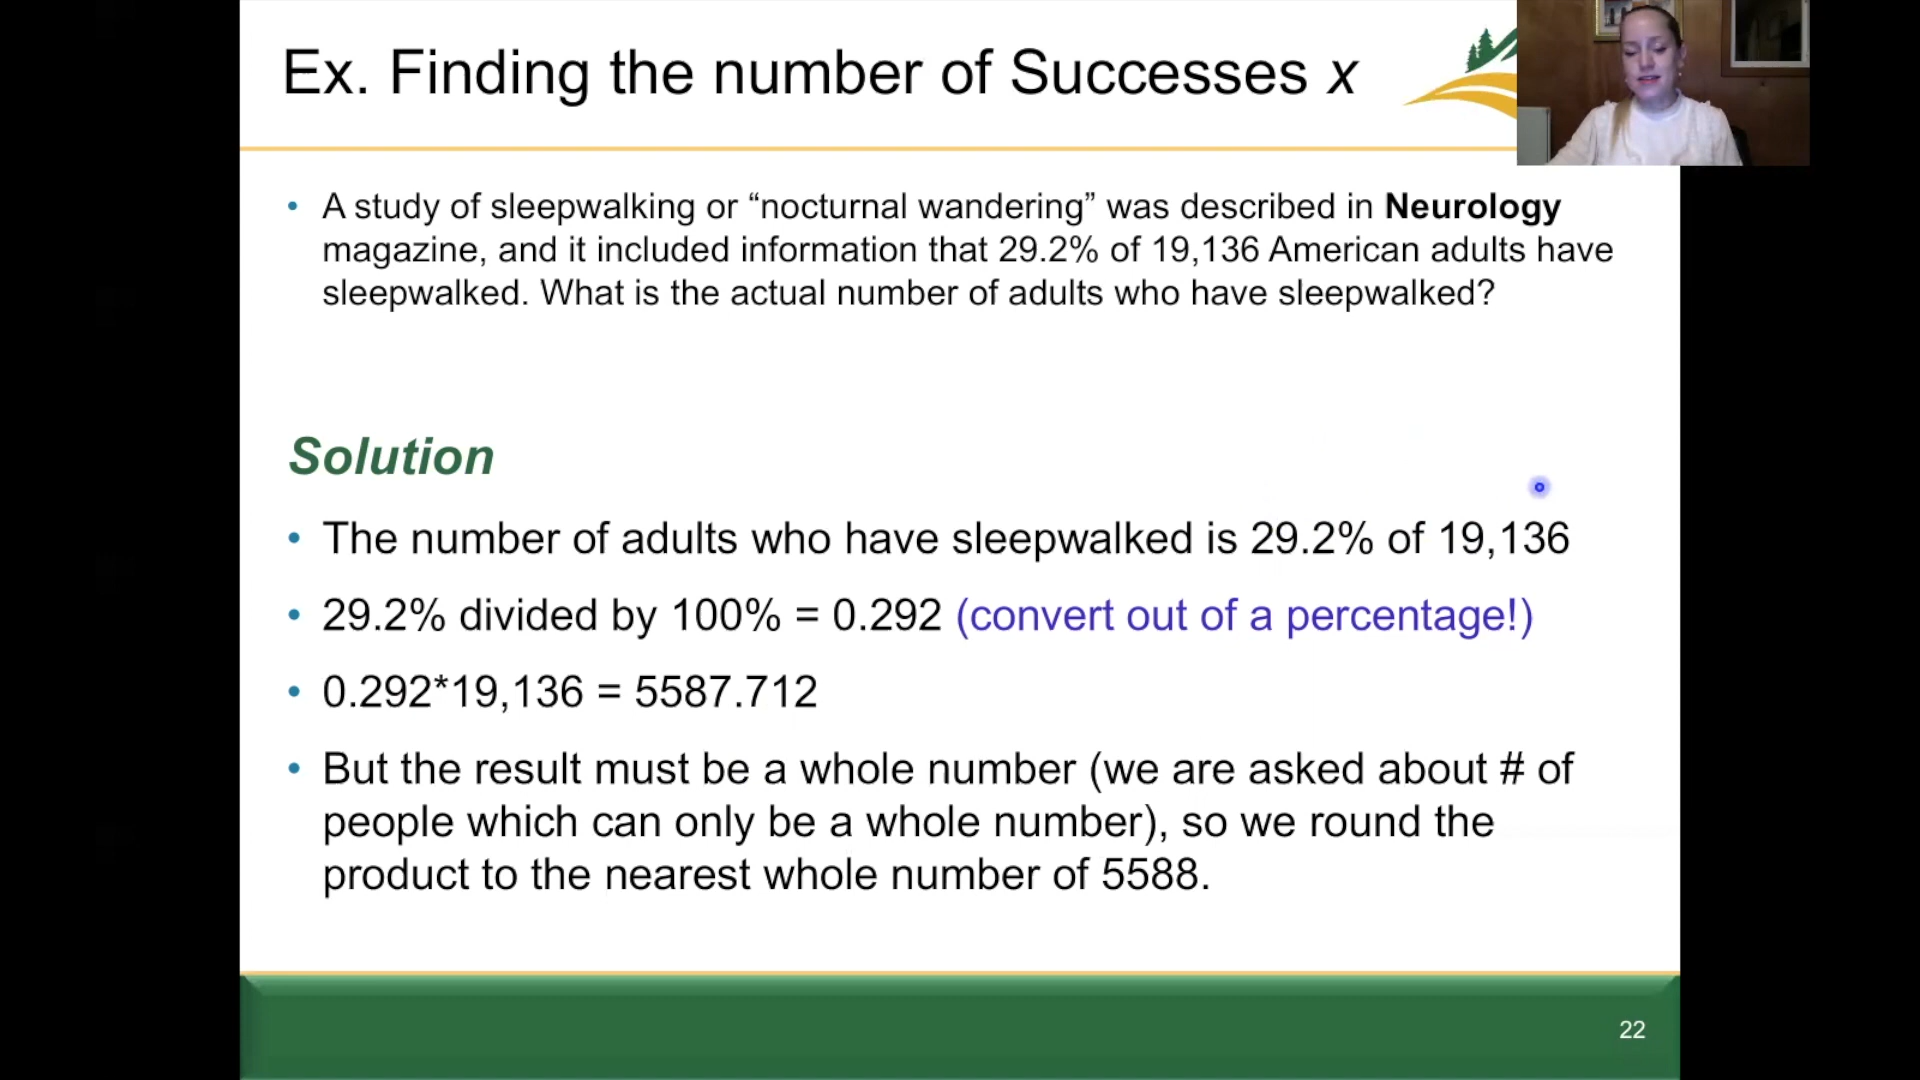 Ex. Finding the number of Successes x
• A study of sleepwalking or “nocturnal wandering” was described in Neurology
magazine, and it included information that 29.2% of 19,136 American adults have
sleepwalked. What is the actual number of adults who have sleepwalked?
Solution
• The number of adults who have sleepwalked is 29.2% of 19,136
• 29.2% divided by 100% = 0.292 (convert out of a percentage!)
• 0.292*19,136 = 5587.712
• But the result must be a whole number (we are asked about # of
people which can only be a whole number), so we round the
product to the nearest whole number of 5588.
22